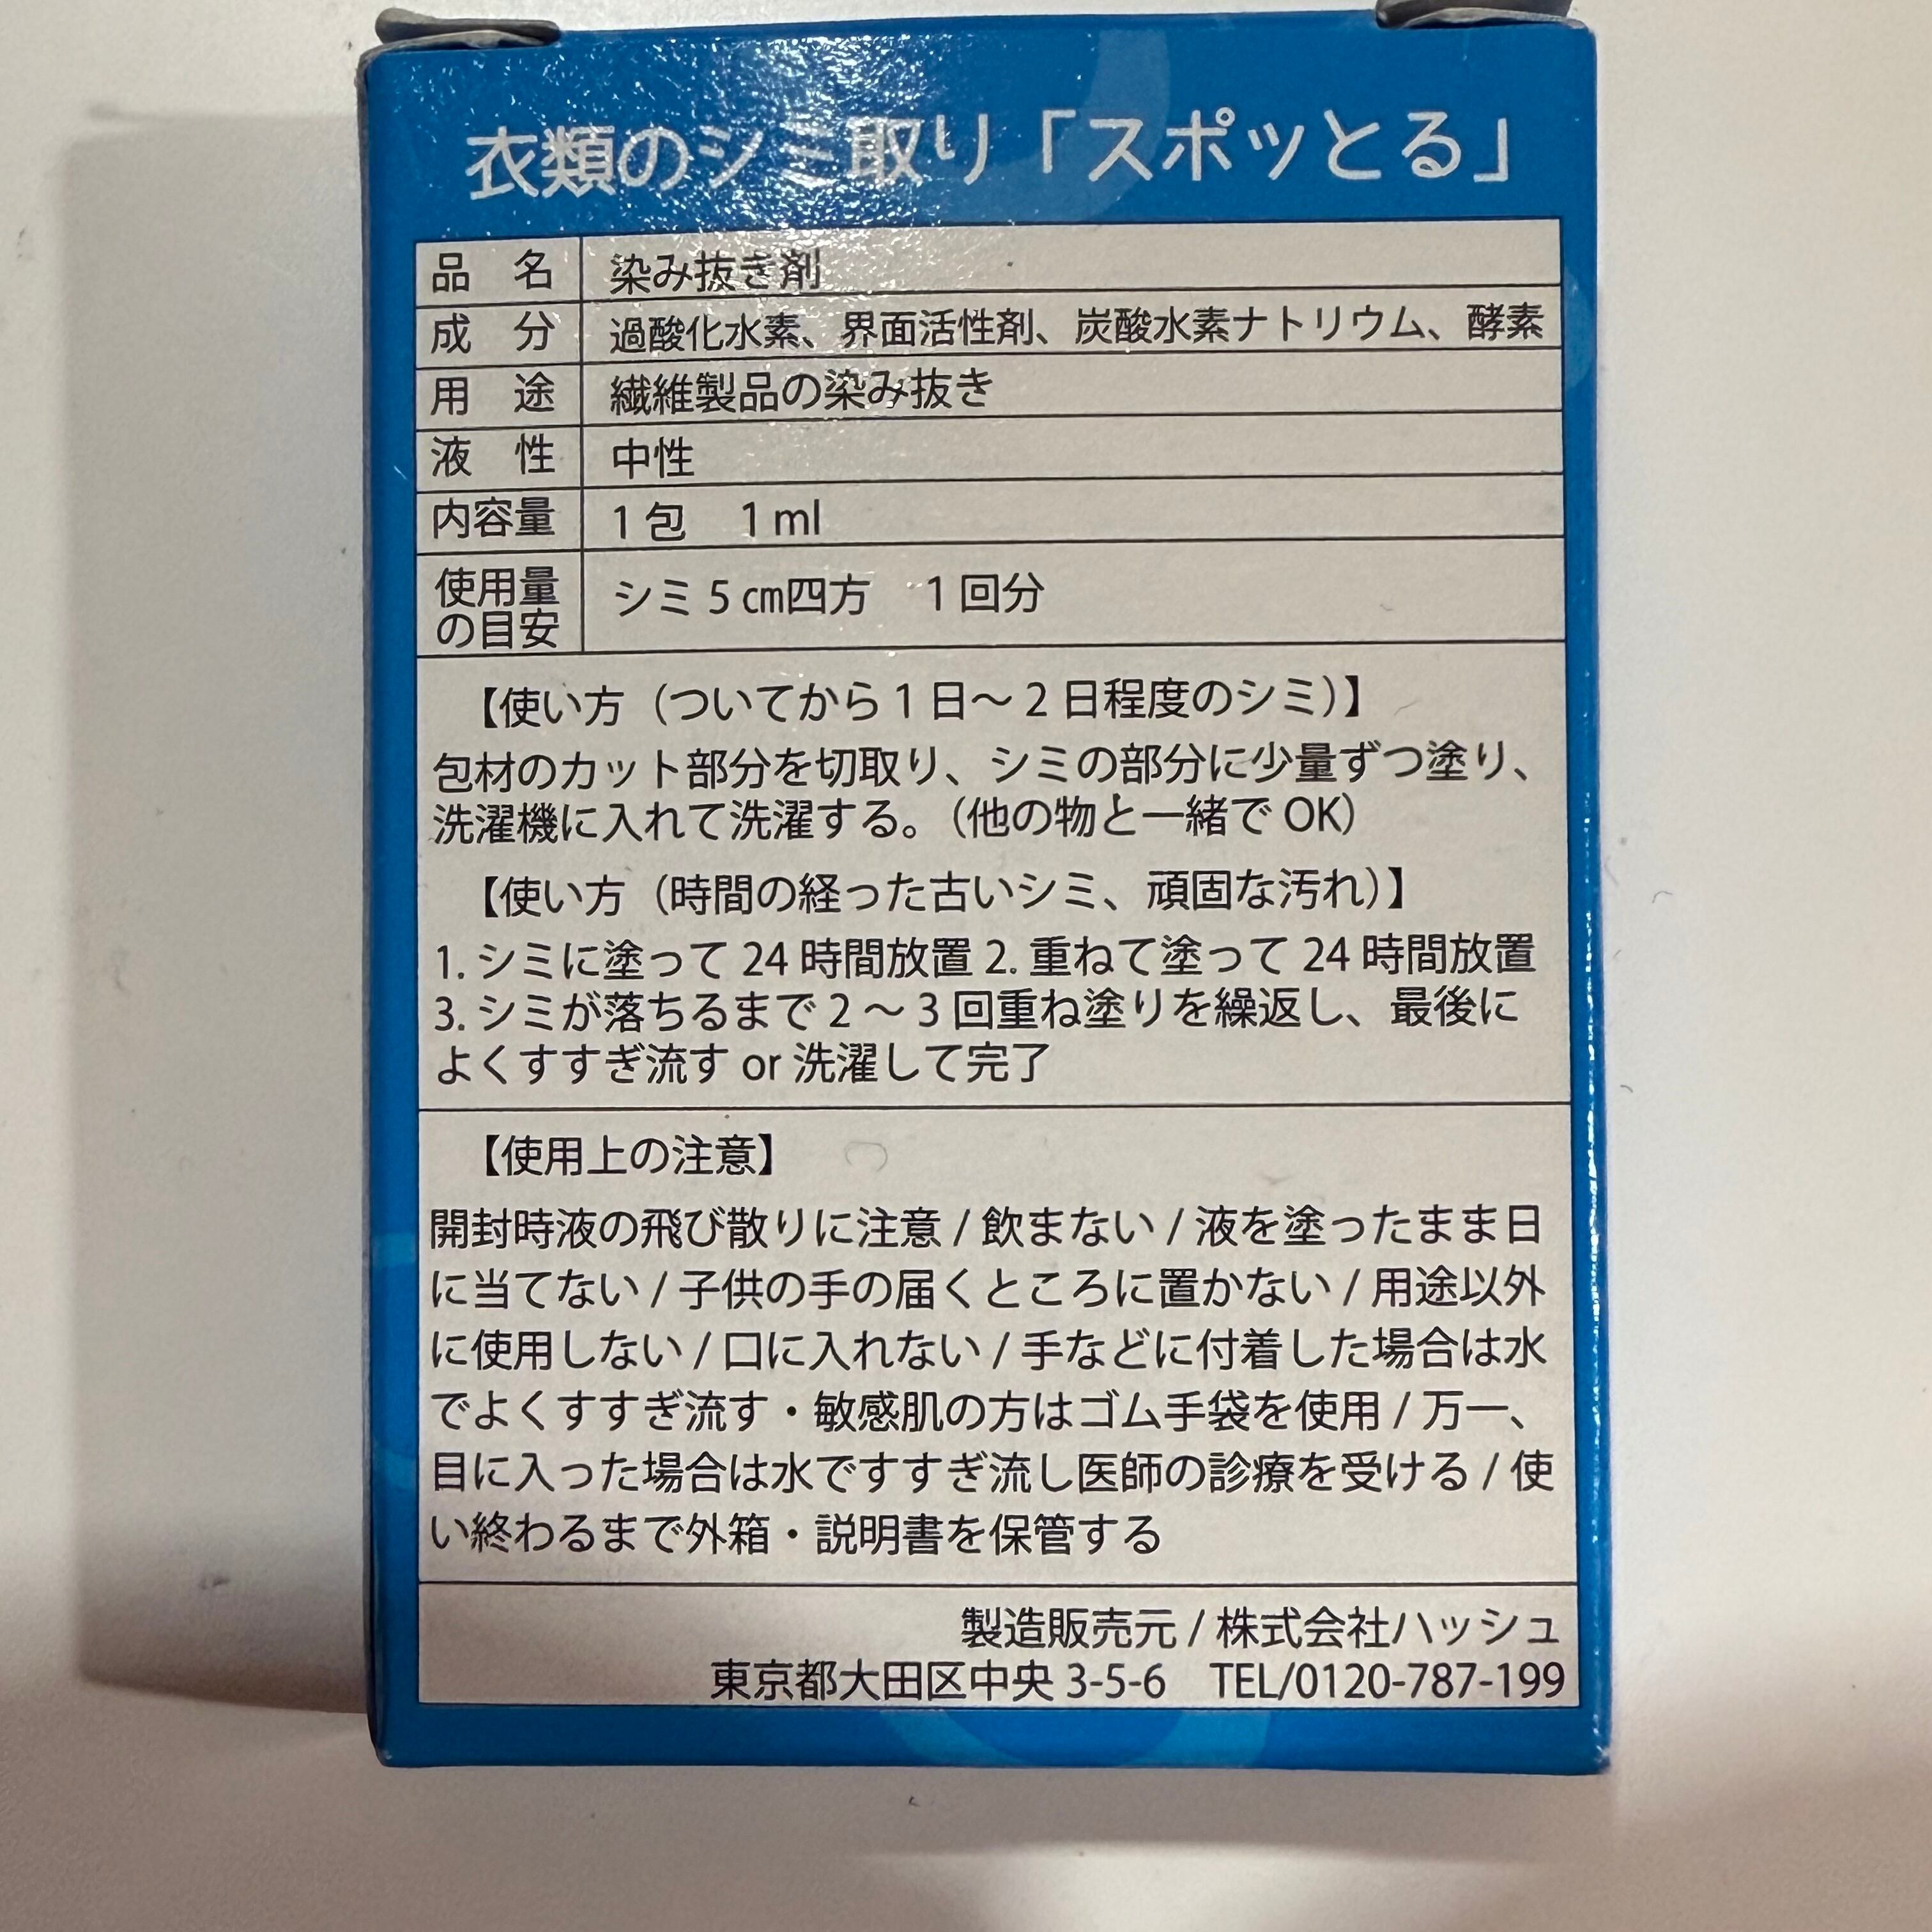 衣類のシミ取り「スポッとる」
品　名　染み抜き剤
成　分　過酸化水素、界面活性剤、炭酸水素ナトリウム、酵素
用　途　繊維製品の染み抜き
液　性　中性
内容量　1 包　1 ml
使用量
の目安　シミ 5 ㎝四方　1 回分
【使い方（ついてから 1 日～ 2 日程度のシミ）】
包材のカット部分を切取り、シミの部分に少量ずつ塗り、
洗濯機に入れて洗濯する。（他の物と一緒で OK）
【使い方（時間の経った古いシミ、頑固な汚れ）】
1. シミに塗って 24 時間放置 2. 重ねて塗って 24 時間放置
3. シミが落ちるまで 2 ～ 3 回重ね塗りを繰返し、最後に
よくすすぎ流す or 洗濯して完了
【使用上の注意】
開封時液の飛び散りに注意 / 飲まない / 液を塗ったまま日
に当てない / 子供の手の届くところに置かない / 用途以外
に使用しない / 口に入れない / 手などに付着した場合は水
でよくすすぎ流す・敏感肌の方はゴム手袋を使用 / 万一、
目に入った場合は水ですすぎ流し医師の診療を受ける / 使
い終わるまで外箱・説明書を保管する
製造販売元 / 株式会社ハッシュ
東京都大田区中央 3-5-6　TEL/0120-787-199